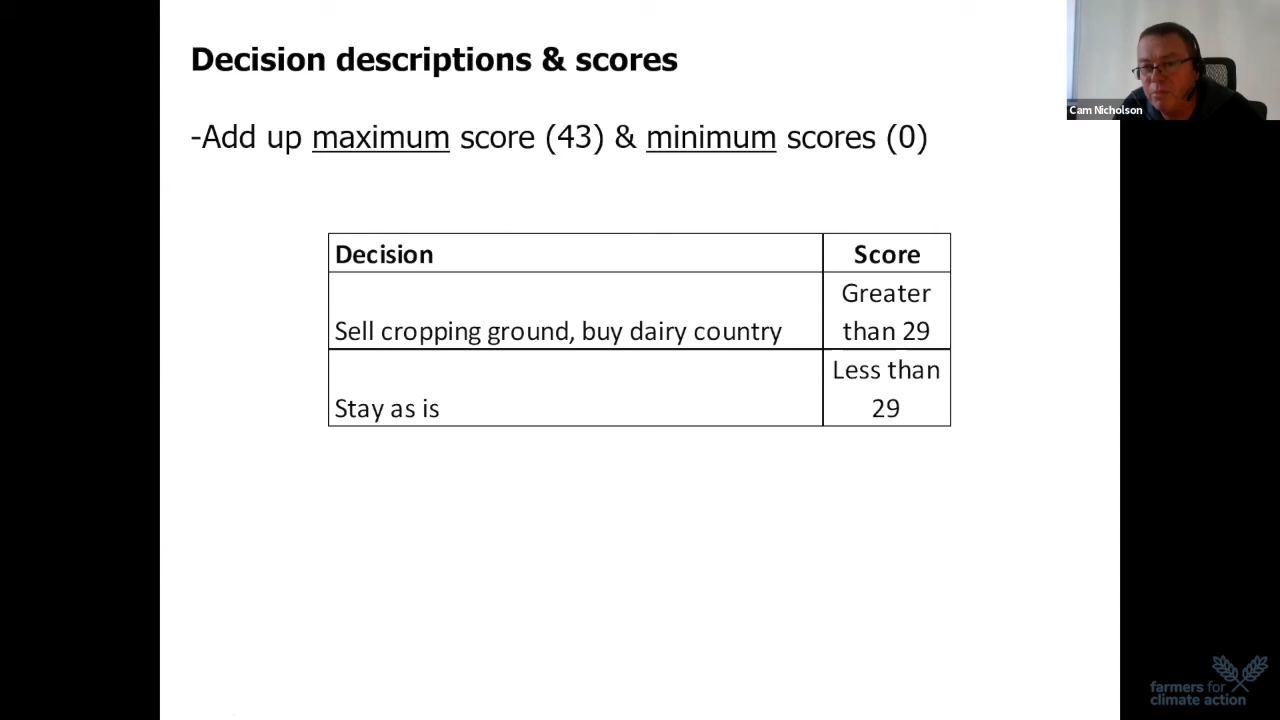 Decision descriptions & scores
Cam Nicholson
-Add up maximum score (43) & minimum scores (0)
Decision
Score
Sell cropping ground, buy dairy country
Greater
than 29
Stay as is
Less than
29
farmers for
climate action